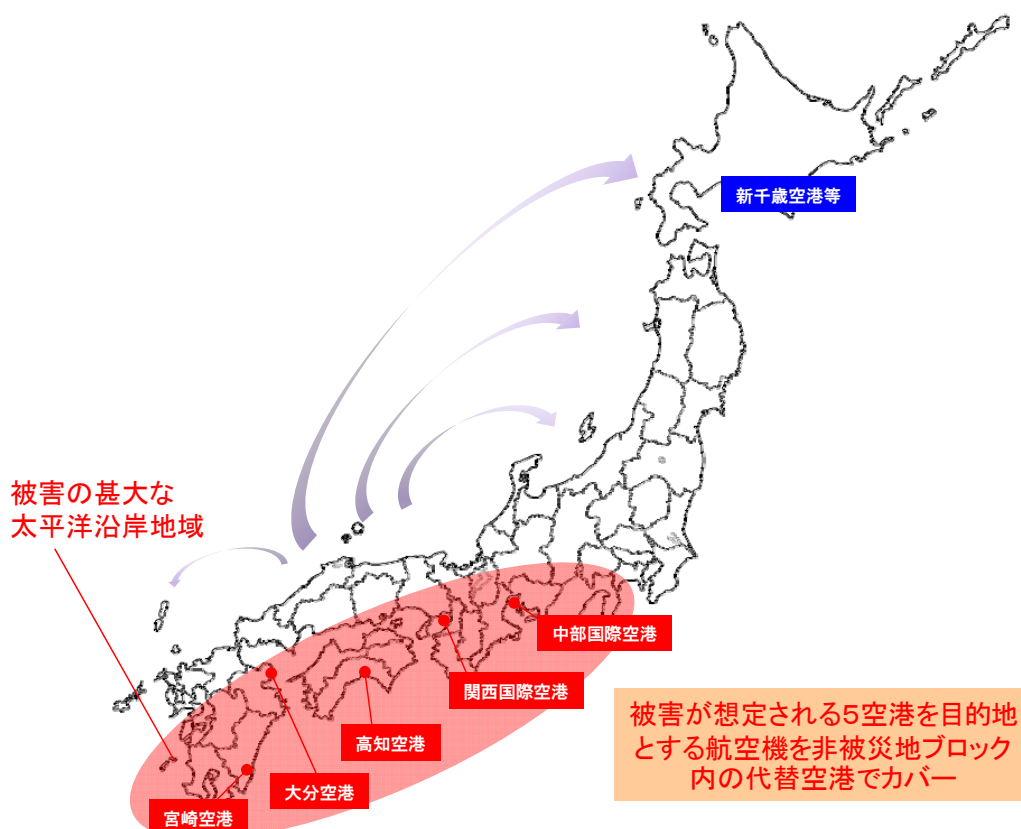 新千歳空港等
被害の甚大な
太平洋沿岸地域
中部国際空港
関西国際空港
高知空港
大分空港
宮崎空港
被害が想定される５空港を目的地
とする航空機を非被災地ブロック
内の代替空港でカバー